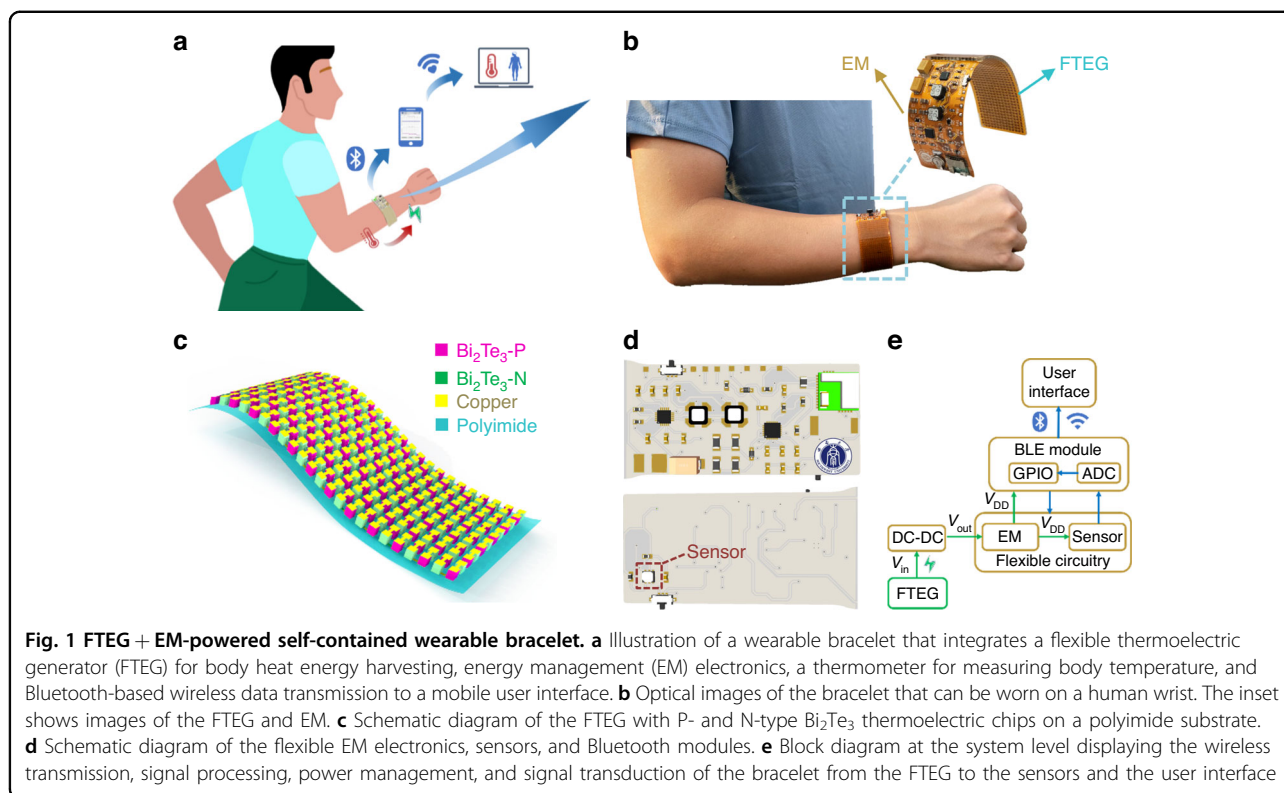 a
b
EM
FTEG
c
Bi₂Te₃-P
Bi₂Te₃-N
Copper
Polyimide
d
Sensor
e
User
interface
BLE module
GPIO
ADC
V_DD
V_out
V_DD
DC-DC
EM
Sensor
V_in
Flexible circuitry
FTEG
Fig. 1 FTEG + EM-powered self-contained wearable bracelet. a Illustration of a wearable bracelet that integrates a flexible thermoelectric
generator (FTEG) for body heat energy harvesting, energy management (EM) electronics, a thermometer for measuring body temperature, and
Bluetooth-based wireless data transmission to a mobile user interface. b Optical images of the bracelet that can be worn on a human wrist. The inset
shows images of the FTEG and EM. c Schematic diagram of the FTEG with P- and N-type Bi₂Te₃ thermoelectric chips on a polyimide substrate.
d Schematic diagram of the flexible EM electronics, sensors, and Bluetooth modules. e Block diagram at the system level displaying the wireless
transmission, signal processing, power management, and signal transduction of the bracelet from the FTEG to the sensors and the user interface